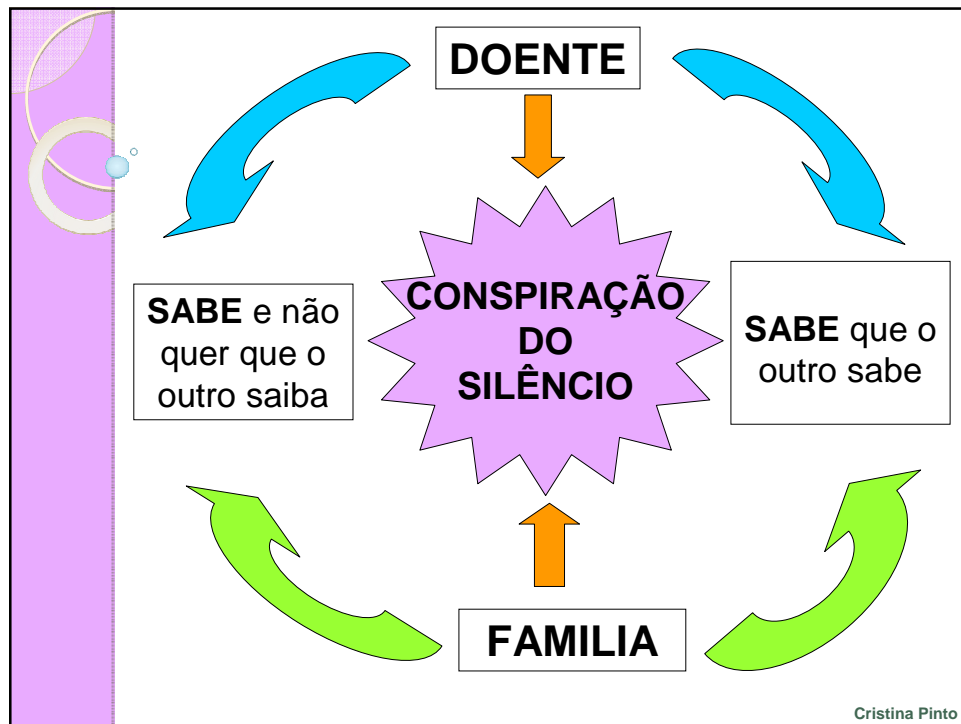 DOENTE
SABE e não
quer que o
outro saiba
CONSPIRAÇÃO
DO
SILÊNCIO
SABE que o
outro sabe
FAMILIA
Cristina Pinto